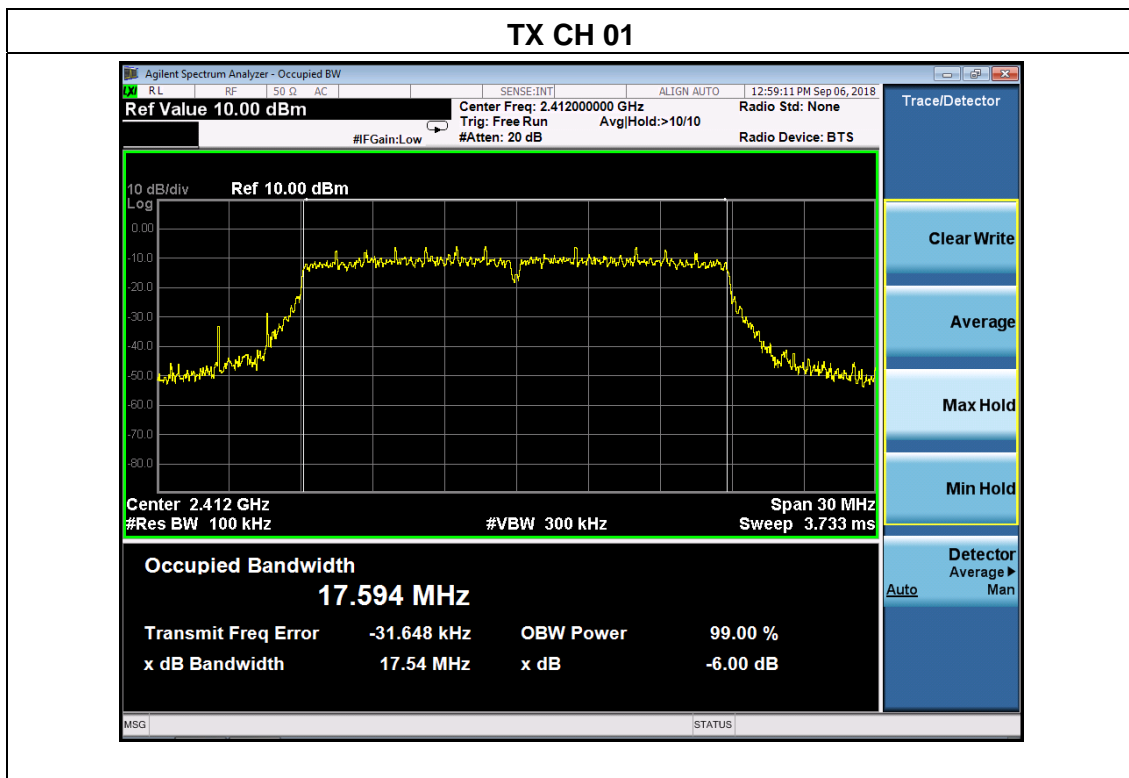 TX CH 01
Agilent Spectrum Analyzer - Occupied BW
LXI RL RF 50 Ω AC SENSE:INT ALIGN AUTO 12:59:11 PM Sep 06, 2018
Ref Value 10.00 dBm
Center Freq: 2.412000000 GHz
Radio Std: None
Trig: Free Run Avg|Hold:>10/10
#IFGain:Low #Atten: 20 dB
Radio Device: BTS
Trace/Detector
10 dB/div Ref 10.00 dBm
Log
0.00
-10.0
-20.0
-30.0
-40.0
-50.0
-60.0
-70.0
-80.0
Center 2.412 GHz Span 30 MHz
#Res BW 100 kHz #VBW 300 kHz Sweep 3.733 ms
Clear Write
Average
Max Hold
Min Hold
Detector
Average
Auto Man
Occupied Bandwidth
17.594 MHz
Transmit Freq Error -31.648 kHz OBW Power 99.00 %
x dB Bandwidth 17.54 MHz x dB -6.00 dB
MSG STATUS